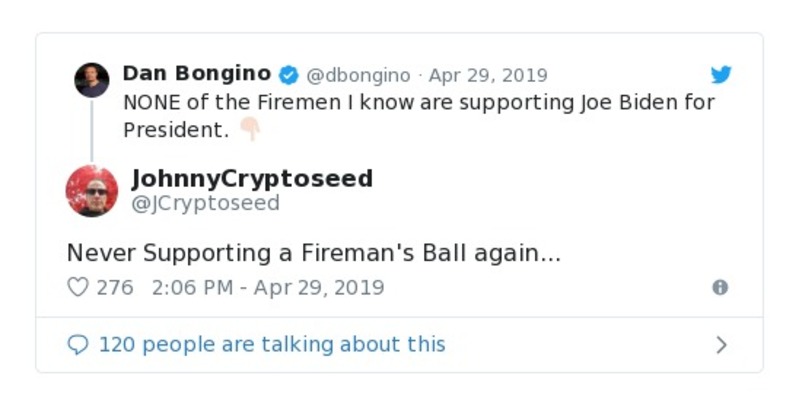 Dan Bongino @dbongino · Apr 29, 2019
NONE of the Firemen I know are supporting Joe Biden for
President. 👇🏻
JohnnyCryptoseed
@JCryptoseed
Never Supporting a Fireman's Ball again...
276 2:06 PM - Apr 29, 2019
120 people are talking about this